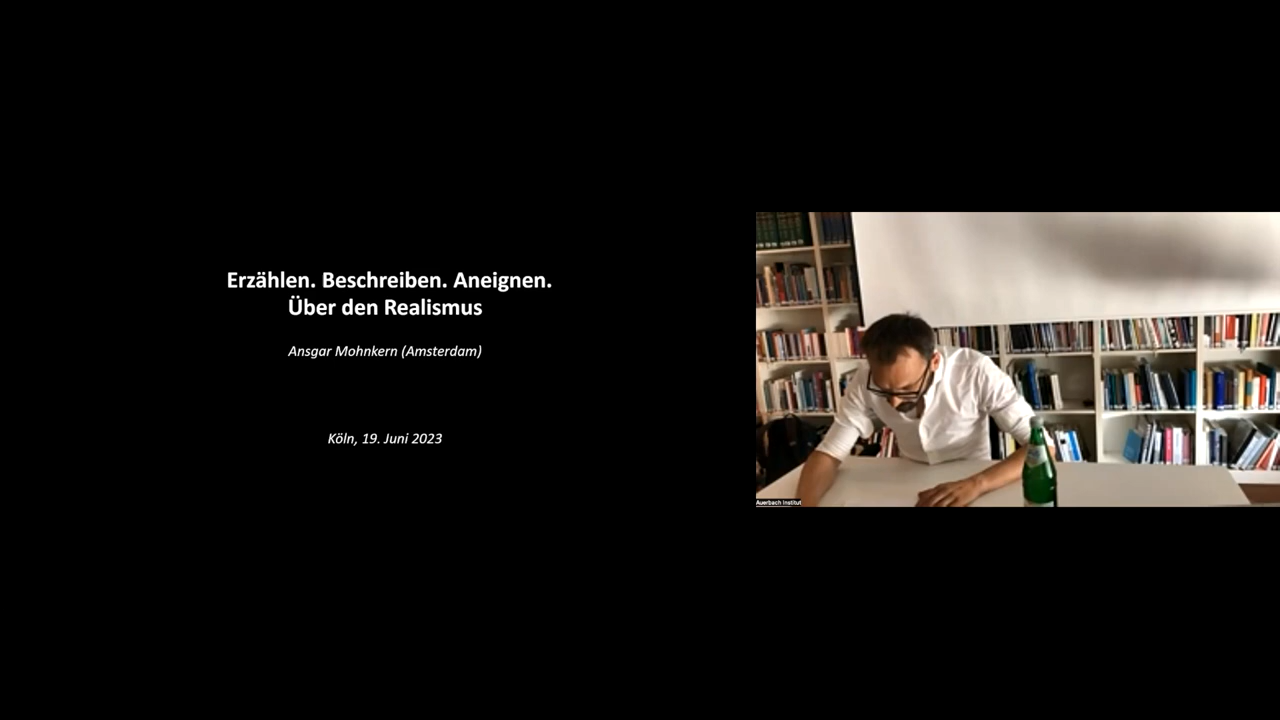 Erzählen. Beschreiben. Aneignen.
Über den Realismus
Ansgar Mohnkern (Amsterdam)
Köln, 19. Juni 2023
Auerbach Institut